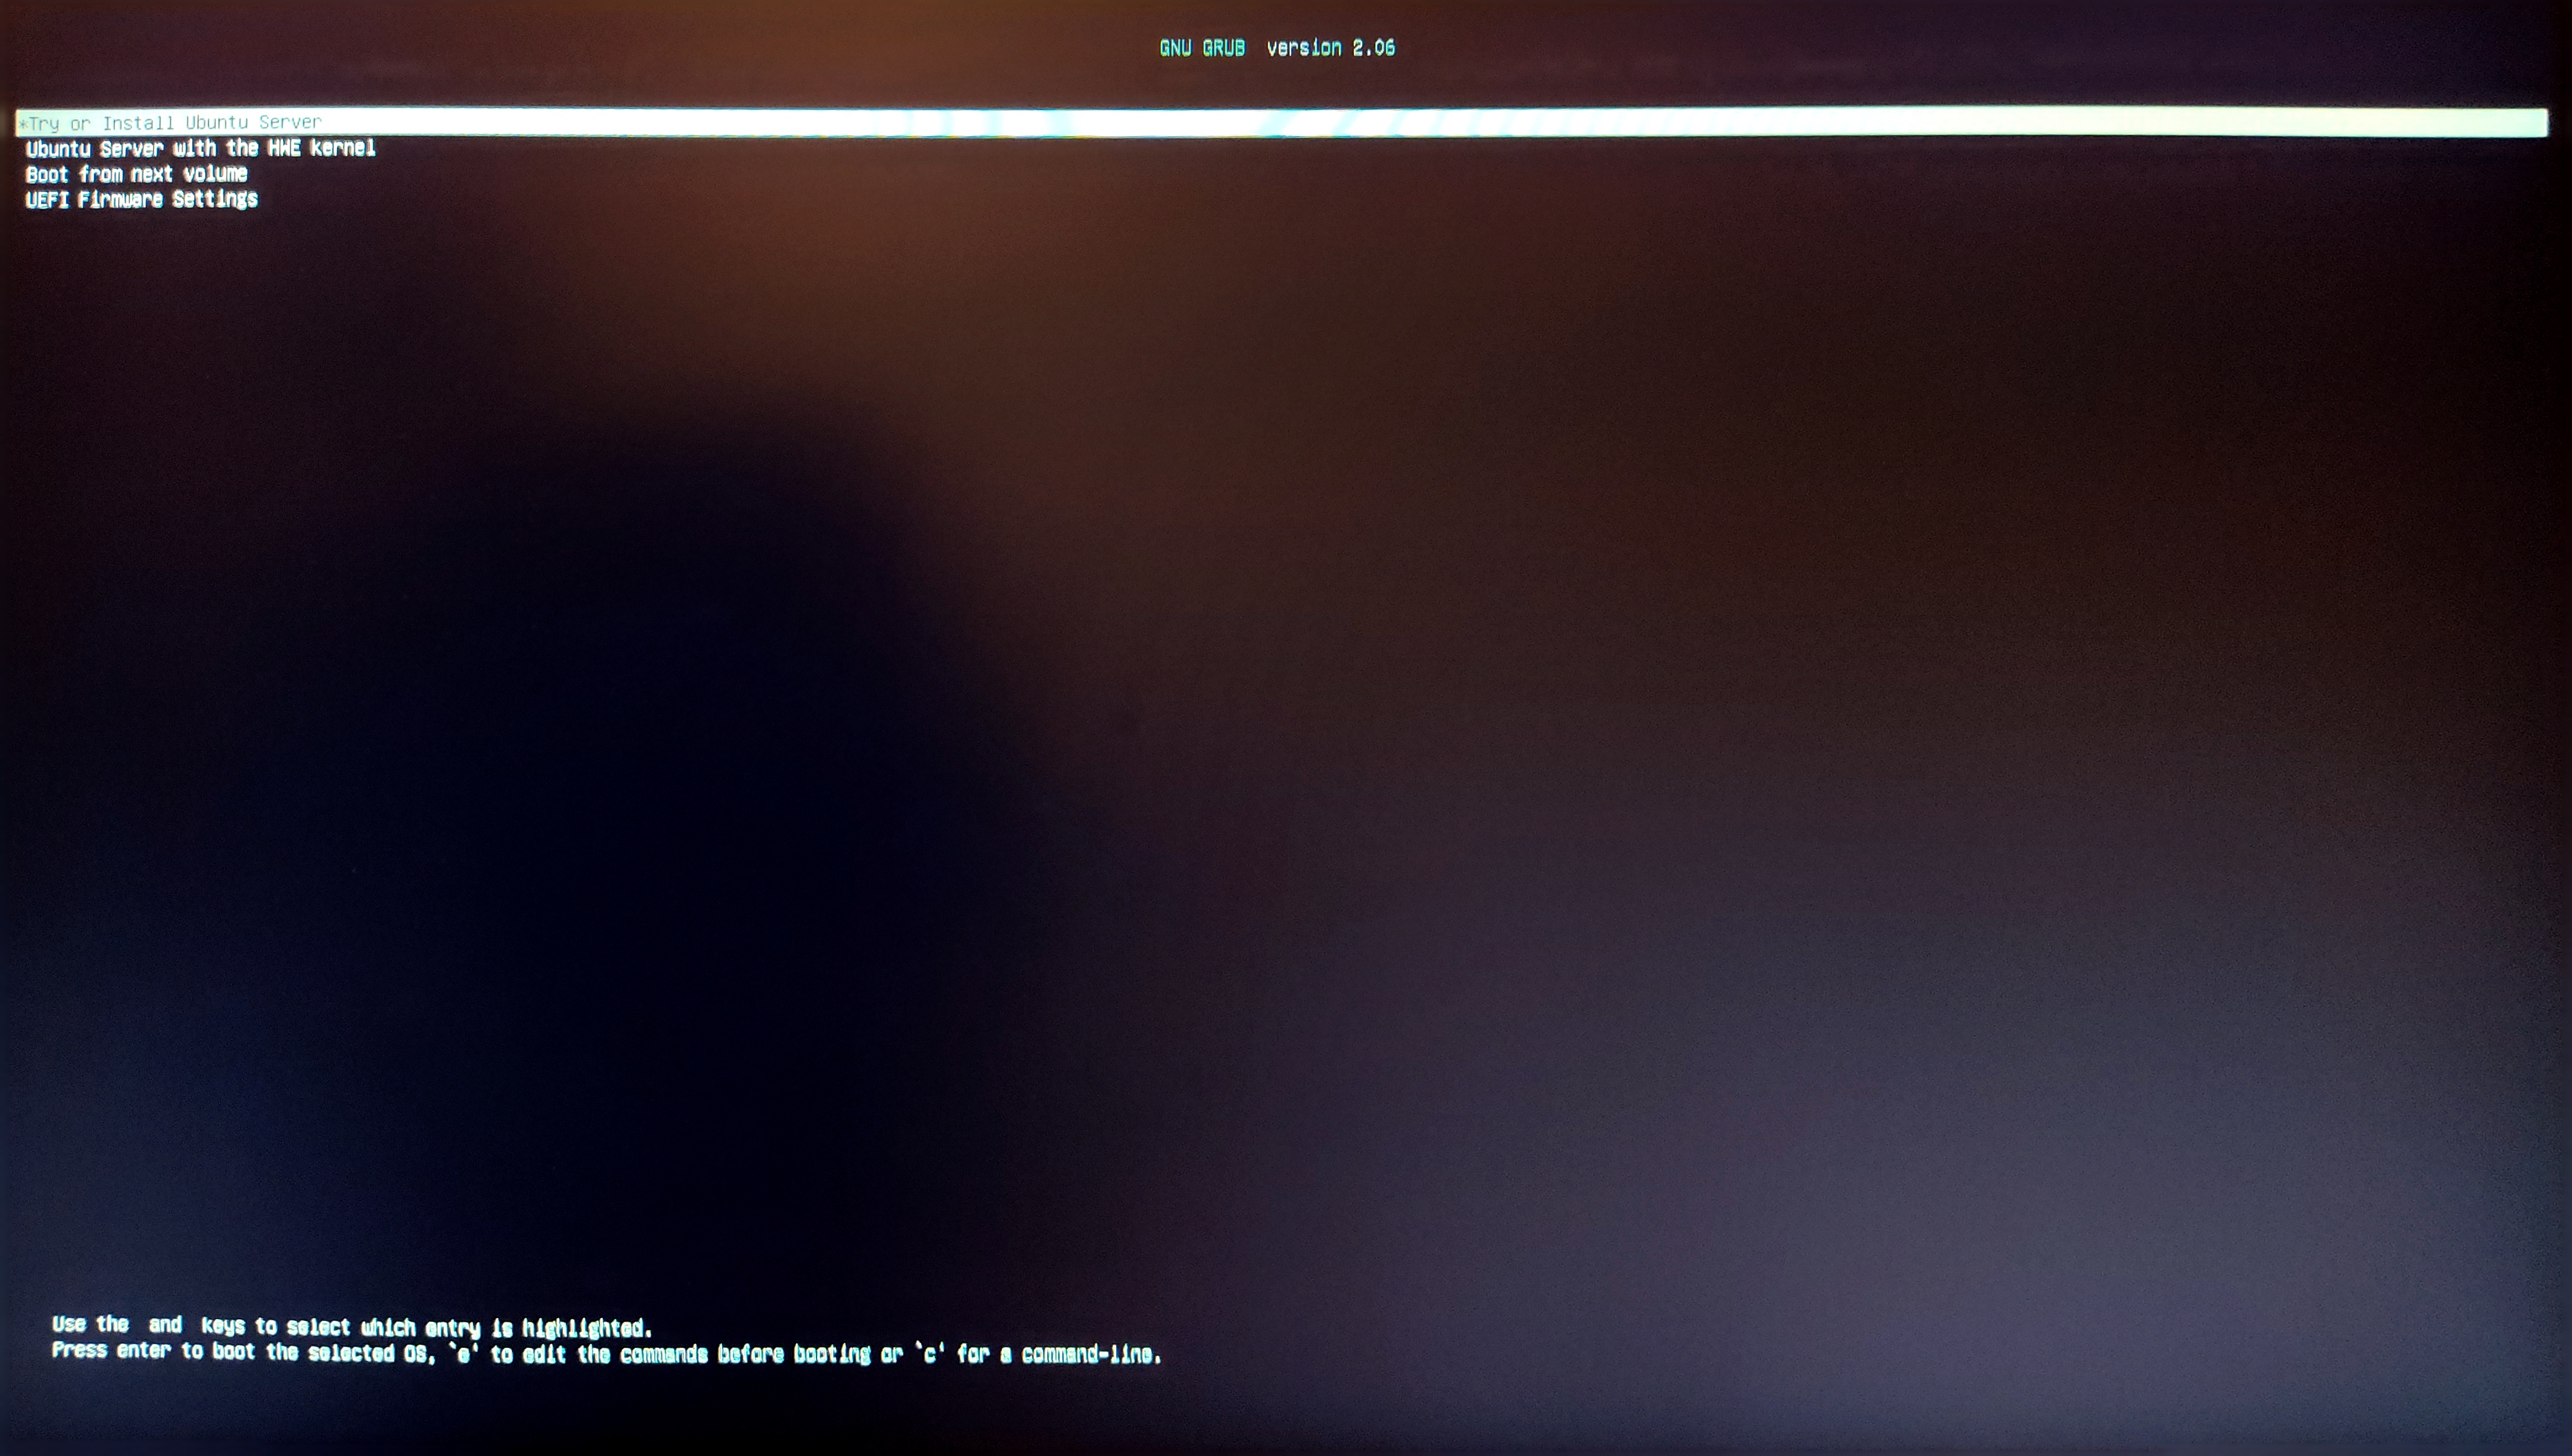 GNU GRUB  version 2.06
*Try or Install Ubuntu Server
Ubuntu Server with the HWE kernel
Boot from next volume
UEFI Firmware Settings
Use the  and  keys to select which entry is highlighted.
Press enter to boot the selected OS, `e' to edit the commands before booting or `c' for a command-line.